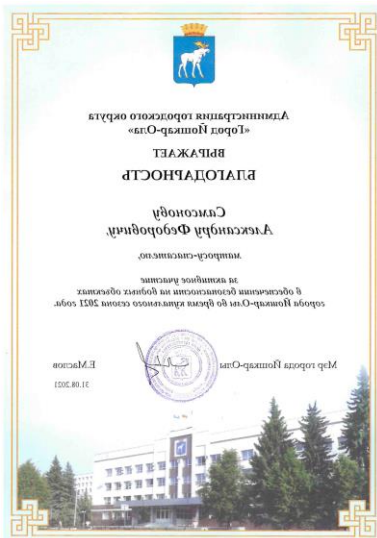 Администрация городского округа
«Город Йошкар-Ола»
ВЫРАЖАЕТ
БЛАГОДАРНОСТЬ
Самсонову
Александру Федоровичу,
матросу-спасателю,
за активное участие
в обеспечении безопасности на водных объектах
города Йошкар-Олы во время купального сезона 2021 года.
Мэр города Йошкар-Олы Е.Маслов
31.08.2021